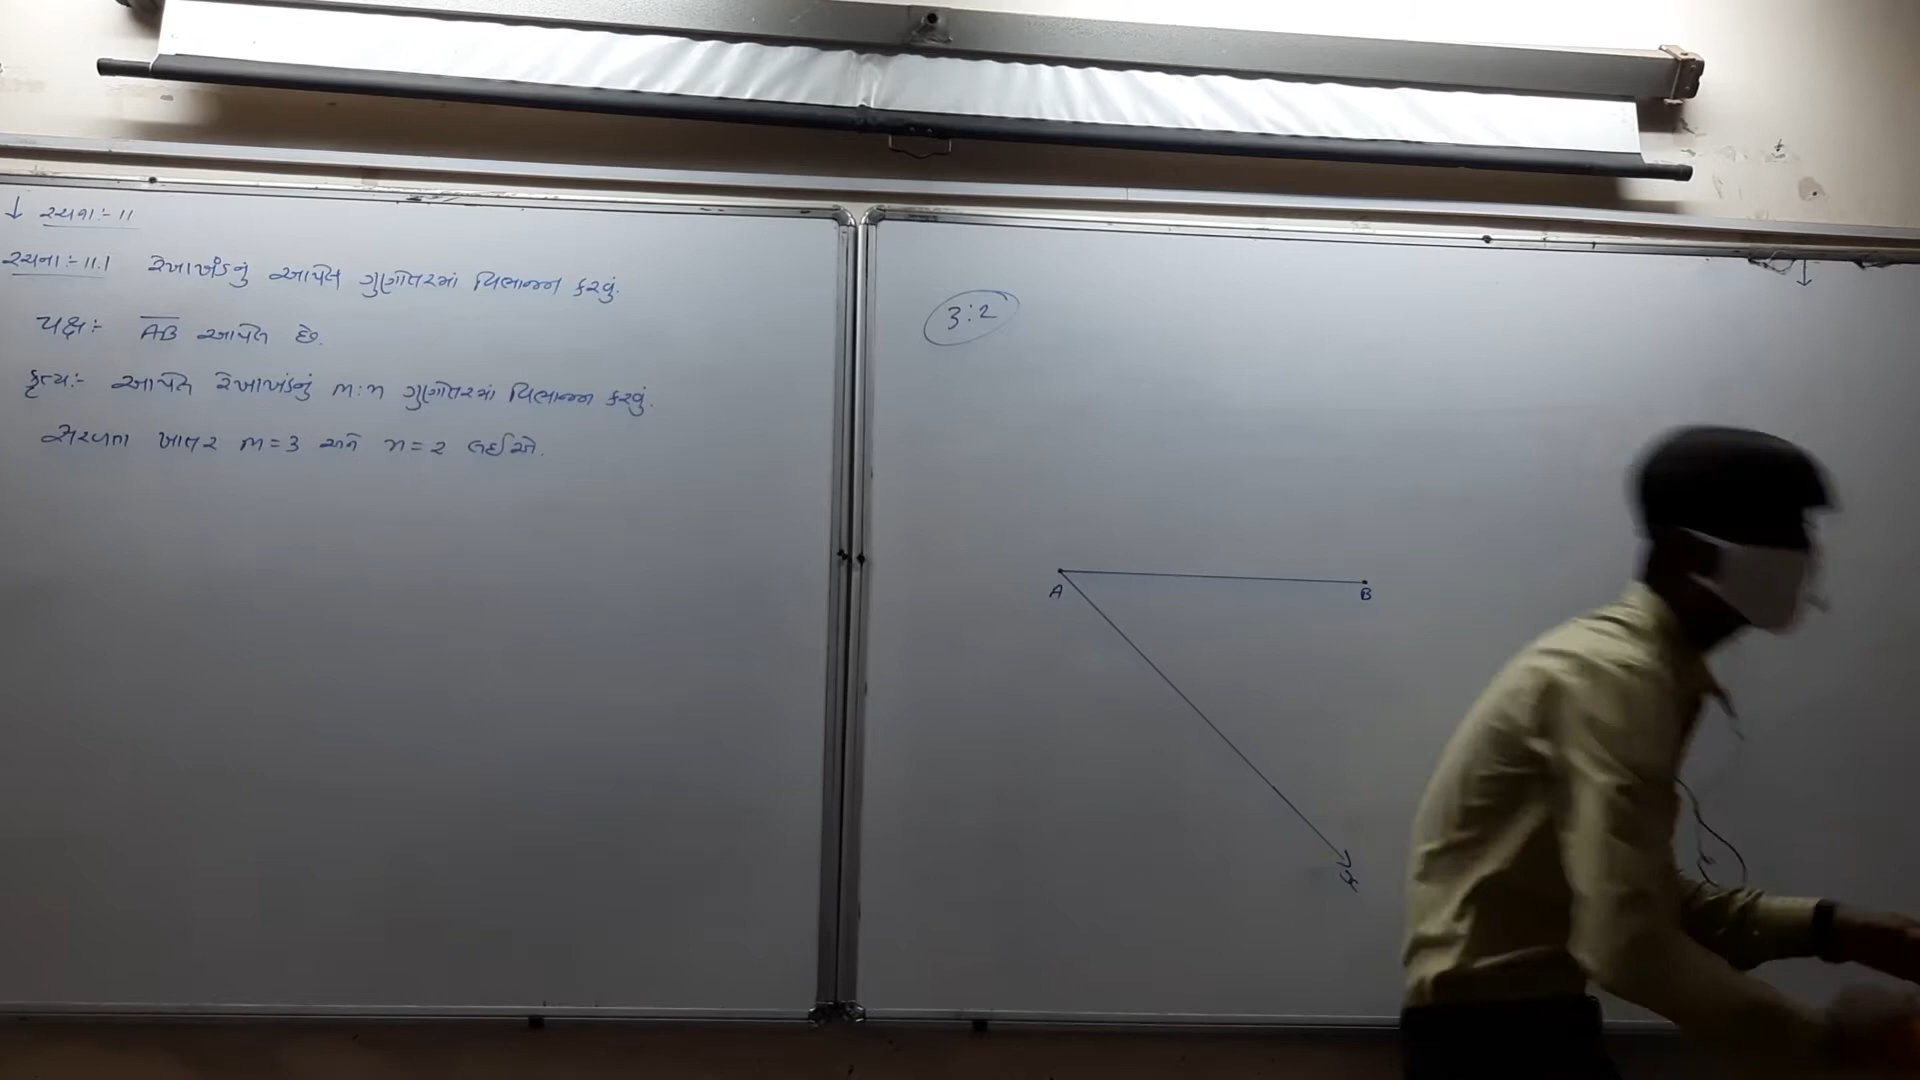 રચના:- 11
રચના:- 11.1 રેખાખંડનું આપેલ ગુણોત્તરમાં વિભાજન કરવું.
પક્ષ:- AB આપેલ છે.
કૃત્ય:- આપેલ રેખાખંડનું m:n ગુણોત્તરમાં વિભાજન કરવું.
સરળતા ખાતર m=3 અને n=2 લઈએ.
3:2
A B
X